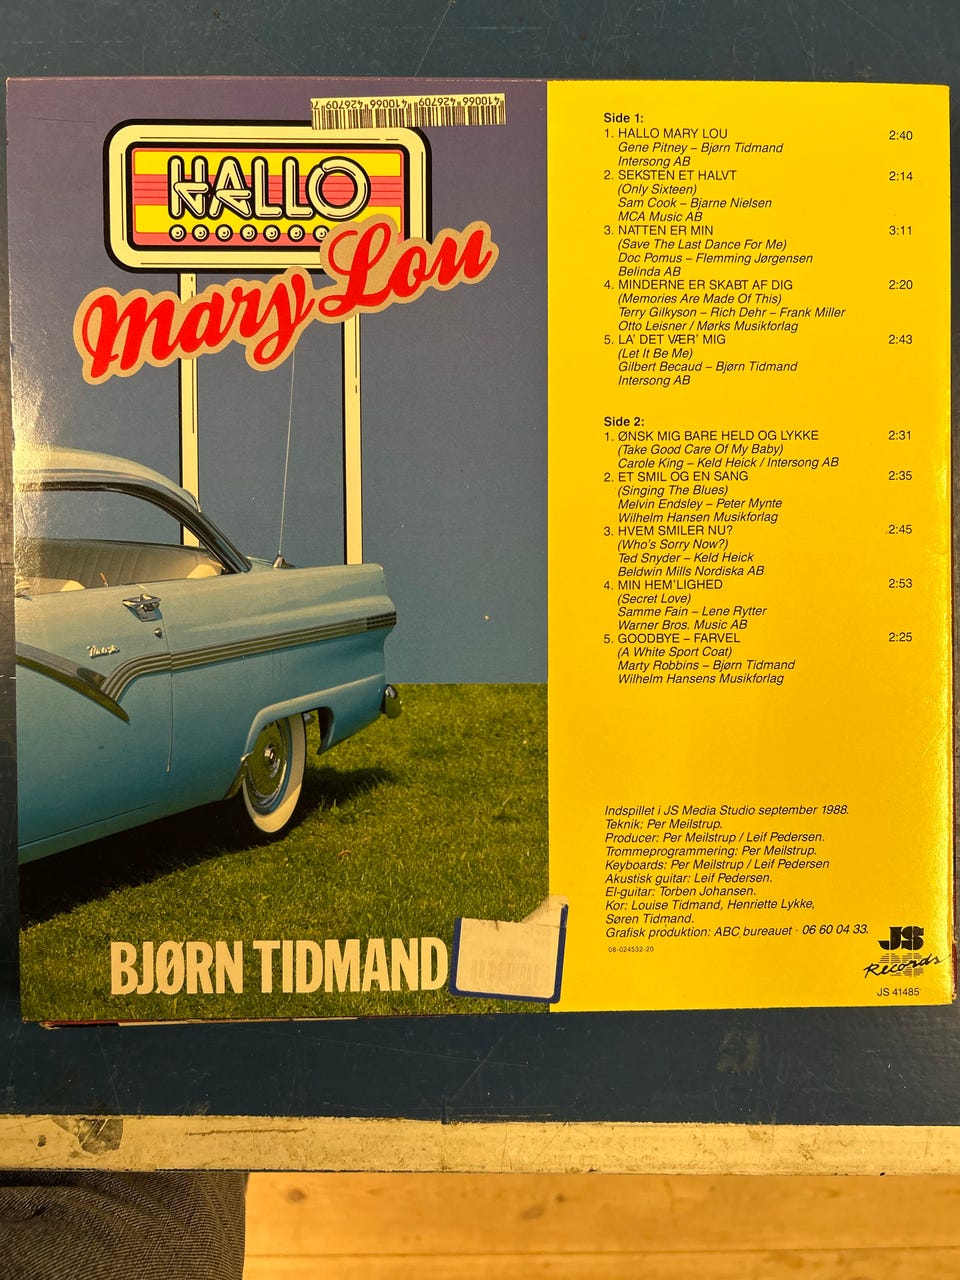 410066 426709 410066 426709 7
HALLO
Mary Lou
BJØRN TIDMAND
Side 1:
1. HALLO MARY LOU 2:40
Gene Pitney – Bjørn Tidmand
Intersong AB
2. SEKSTEN ET HALVT 2:14
(Only Sixteen)
Sam Cook – Bjarne Nielsen
MCA Music AB
3. NATTEN ER MIN 3:11
(Save The Last Dance For Me)
Doc Pomus – Flemming Jørgensen
Belinda AB
4. MINDERNE ER SKABT AF DIG 2:20
(Memories Are Made Of This)
Terry Gilkyson – Rich Dehr – Frank Miller
Otto Leisner / Mørks Musikforlag
5. LA' DET VÆR' MIG 2:43
(Let It Be Me)
Gilbert Becaud – Bjørn Tidmand
Intersong AB
Side 2:
1. ØNSK MIG BARE HELD OG LYKKE 2:31
(Take Good Care Of My Baby)
Carole King – Keld Heick / Intersong AB
2. ET SMIL OG EN SANG 2:35
(Singing The Blues)
Melvin Endsley – Peter Mynte
Wilhelm Hansen Musikforlag
3. HVEM SMILER NU? 2:45
(Who's Sorry Now?)
Ted Snyder – Keld Heick
Beldwin Mills Nordiska AB
4. MIN HEM'LIGHED 2:53
(Secret Love)
Samme Fain – Lene Rytter
Warner Bros. Music AB
5. GOODBYE – FARVEL 2:25
(A White Sport Coat)
Marty Robbins – Bjørn Tidmand
Wilhelm Hansens Musikforlag
Indspillet i JS Media Studio september 1988.
Teknik: Per Meilstrup.
Producer: Per Meilstrup / Leif Pedersen.
Trommeprogrammering: Per Meilstrup.
Keyboards: Per Meilstrup / Leif Pedersen
Akustisk guitar: Leif Pedersen.
El-guitar: Torben Johansen.
Kor: Louise Tidmand, Henriette Lykke,
Søren Tidmand.
Grafisk produktion: ABC bureauet · 06 60 04 33.
08-024532-20
JS
Records
JS 41485